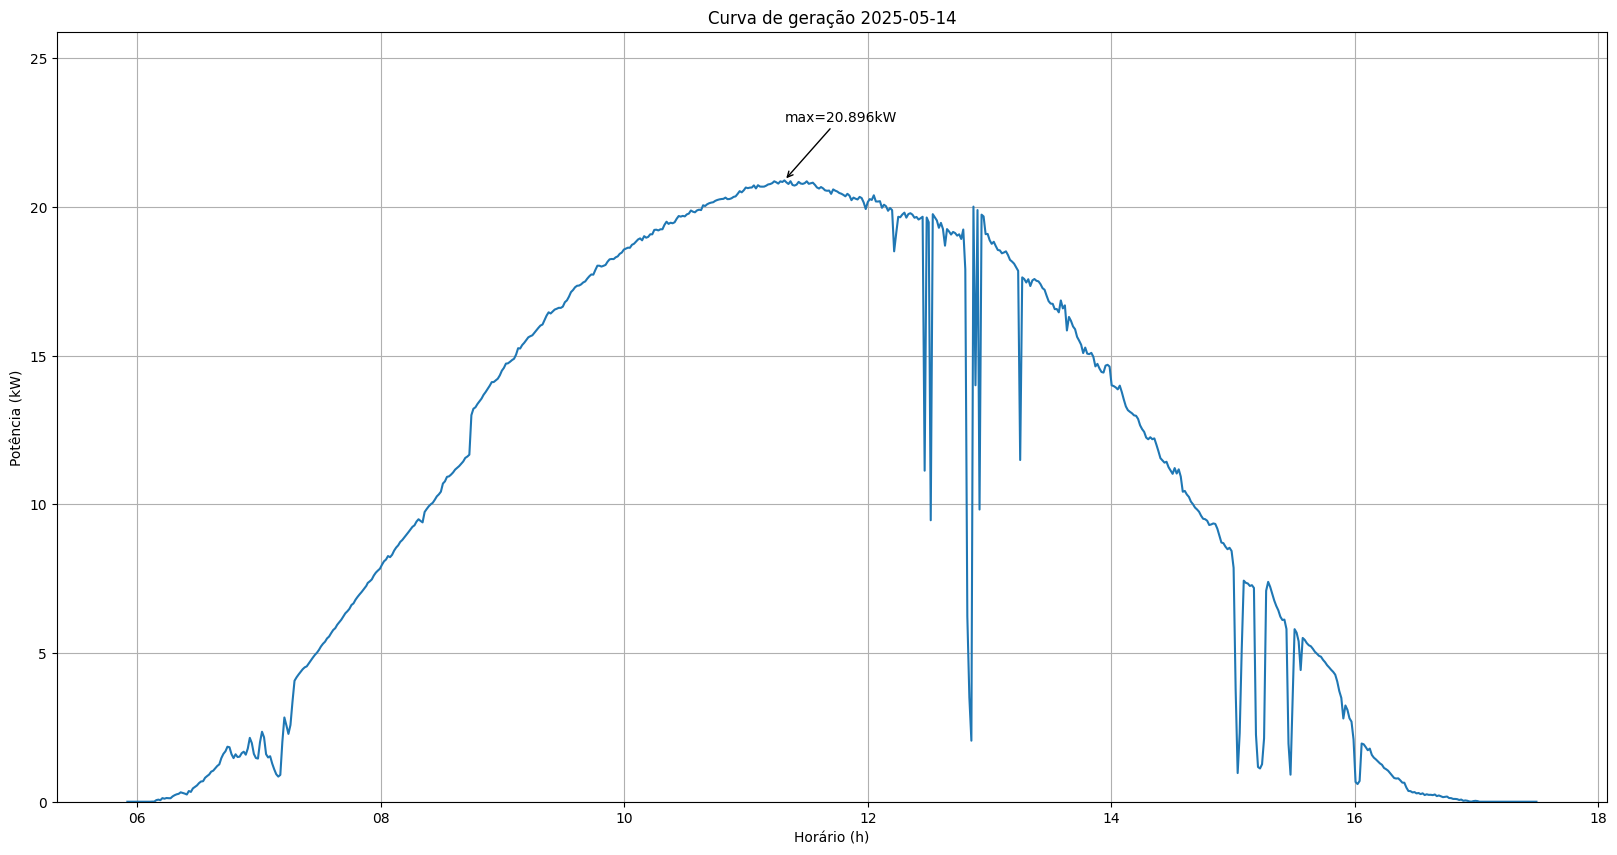 Curva de geração 2025-05-14
25
20
15
10
5
0
Potência (kW)
max=20.896kW
06 08 10 12 14 16 18
Horário (h)